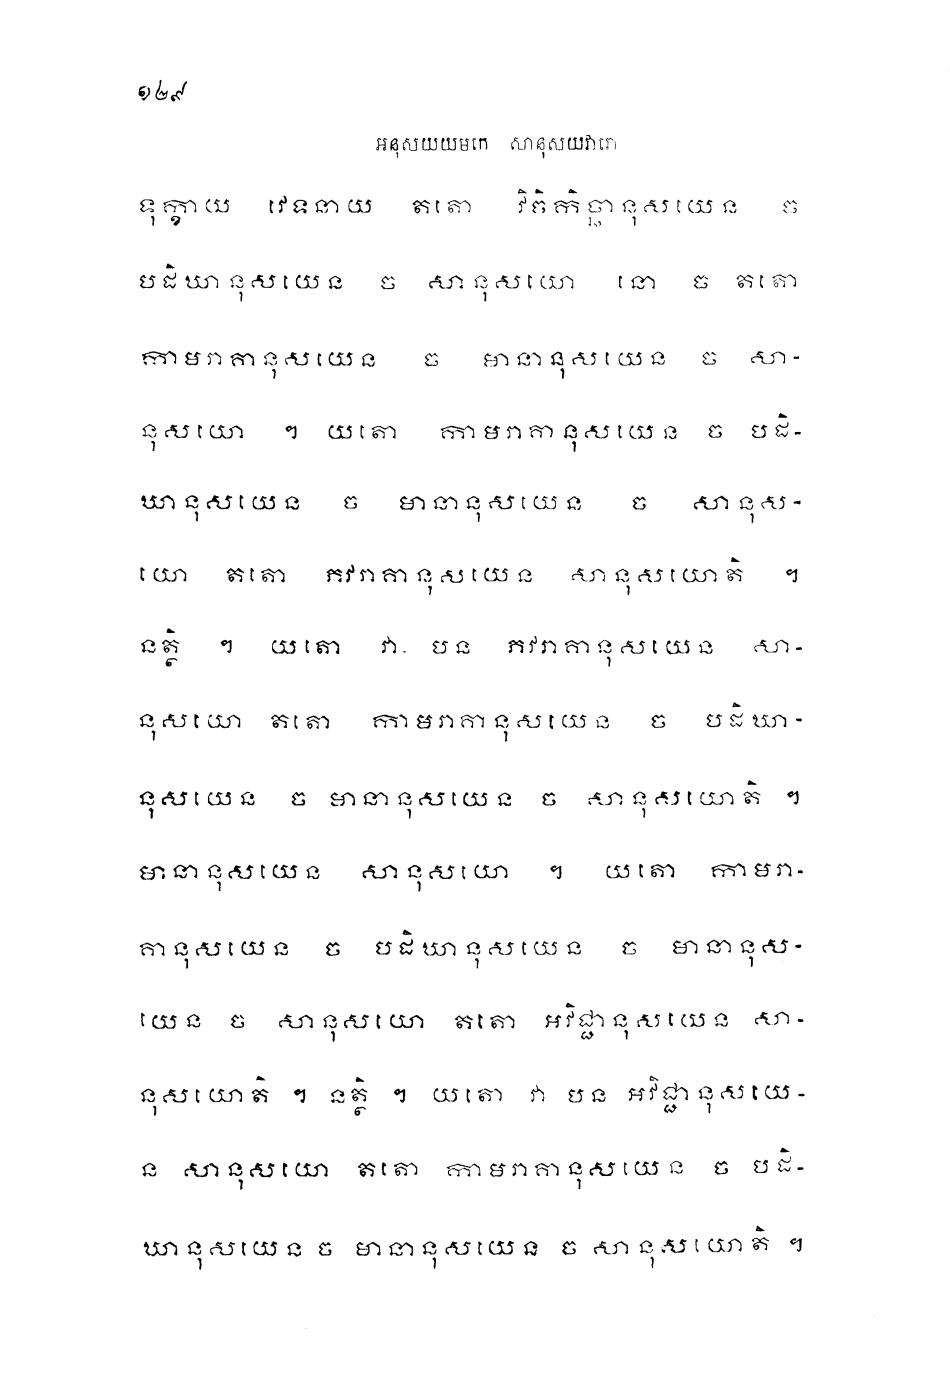 ១២៩
អនុសយយមកេ សានុសយវារោ
ទុក្ខាយ វេទនាយ តតោ វិចិកិច្ឆានុសយេន ច
បដិឃានុសយេន ច សានុសយោ នោ ច តតោ
កាមរាគានុសយេន ច មានានុសយេន ច សា-
នុសយោ ។ យតោ កាមរាគានុសយេន ច បដិ-
ឃានុសយេន ច មានានុសយេន ច សានុស-
យោ តតោ ភវរាគានុសយេន សានុសយោតិ ។
នត្ថិ ។ យតោ វា បន ភវរាគានុសយេន សា-
នុសយោ តតោ កាមរាគានុសយេន ច បដិឃា-
នុសយេន ច មានានុសយេន ច សានុសយោតិ ។
មានានុសយេន សានុសយោ ។ យតោ កាមរា-
គានុសយេន ច បដិឃានុសយេន ច មានានុស-
យេន ច សានុសយោ តតោ អវិជ្ជានុសយេន សា-
នុសយោតិ ។ នត្ថិ ។ យតោ វា បន អវិជ្ជានុសយេ-
ន សានុសយោ តតោ កាមរាគានុសយេន ច បដិ-
ឃានុសយេន ច មានានុសយេន ច សានុសយោតិ ។